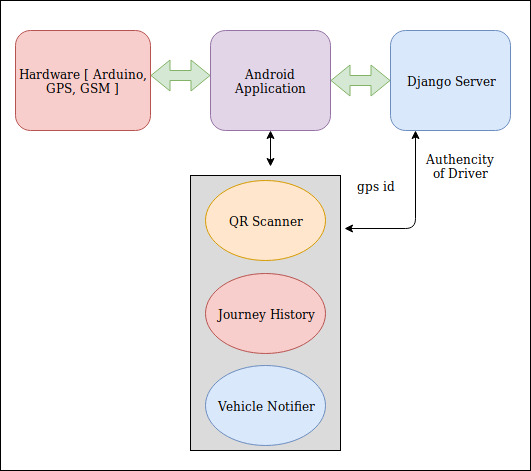 Hardware [ Arduino,
GPS, GSM ]
Android
Application
Django Server
Authencity
of Driver
gps id
QR Scanner
Journey History
Vehicle Notifier